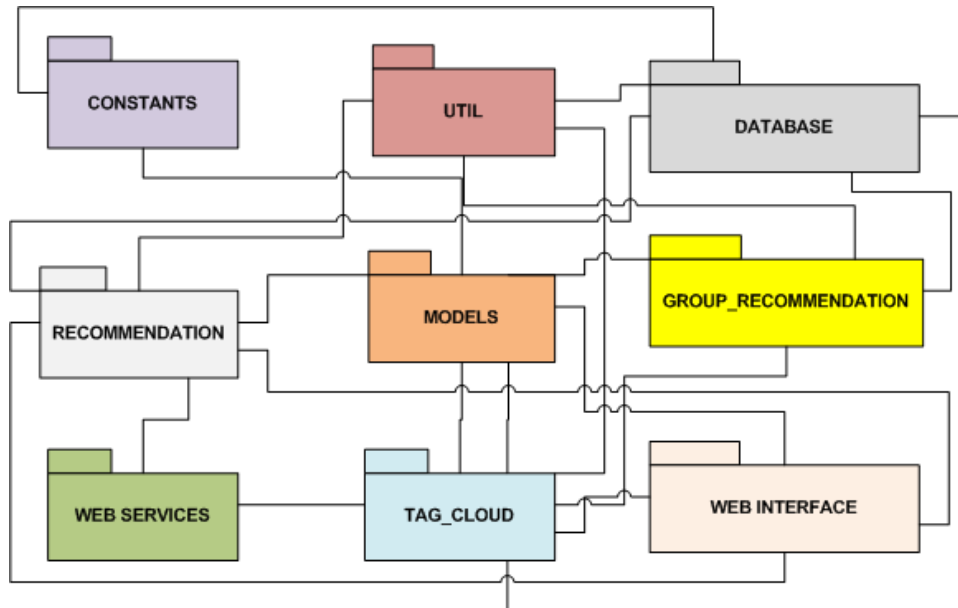 CONSTANTS
UTIL
DATABASE
RECOMMENDATION
MODELS
GROUP_RECOMMENDATION
WEB SERVICES
TAG_CLOUD
WEB INTERFACE